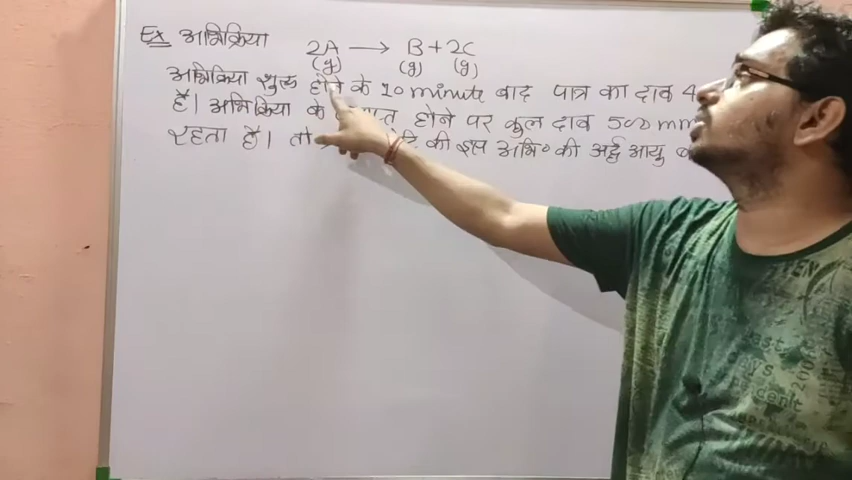 Ex अभिक्रिया 2A → B + 2C
(g) (g) (g)
अभिक्रिया शुरू होने के 10 minute बाद पात्र का दाब 4
है। अभिक्रिया के होने पर कुल दाब 500 mm
रहता है। तो की इस अभि० की अर्द्ध आयु